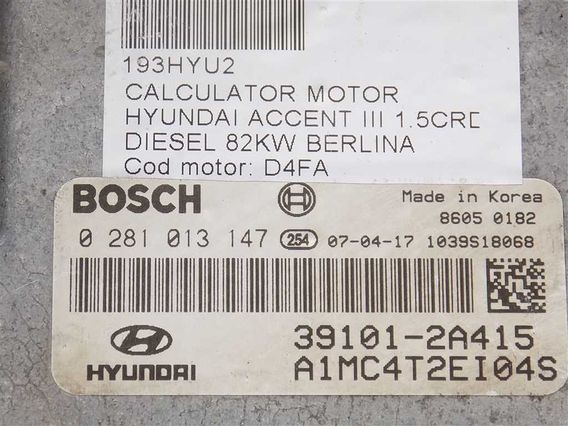 193HYU2
CALCULATOR MOTOR
HYUNDAI ACCENT III 1.5CRD
DIESEL 82KW BERLINA
Cod motor: D4FA
BOSCH
Made in Korea
8605 0182
0 281 013 147 254 07-04-17 1039S18068
39101-2A415
HYUNDAI
A1MC4T2EI04S